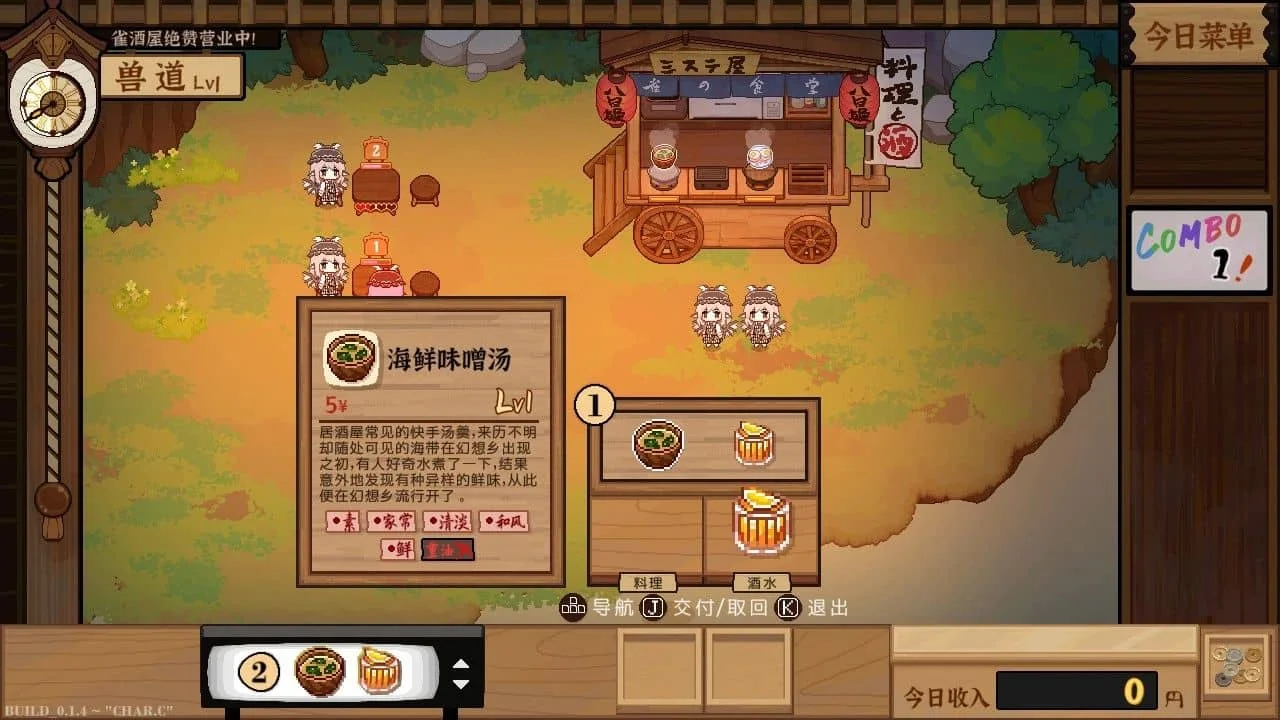 雀酒屋绝赞营业中!
兽道 Lv1
今日菜单
ミステ屋
雀の食堂
八目鰻
八目鰻
料理と酒
2
1
COMBO
1!
海鲜味噌汤
5¥
Lv1
居酒屋常见的快手汤羹,来历不明
却随处可见的海带在幻想乡出现
之初,有人好奇水煮了一下,结果
意外地发现有种异样的鲜味,从此
便在幻想乡流行开了。
•素 •家常 •清淡 •和风
•鲜
1
料理 酒水
导航 J 交付/取回 K 退出
2
今日收入 0 円
BUILD_0.1.4 ~ "CHAR.C"